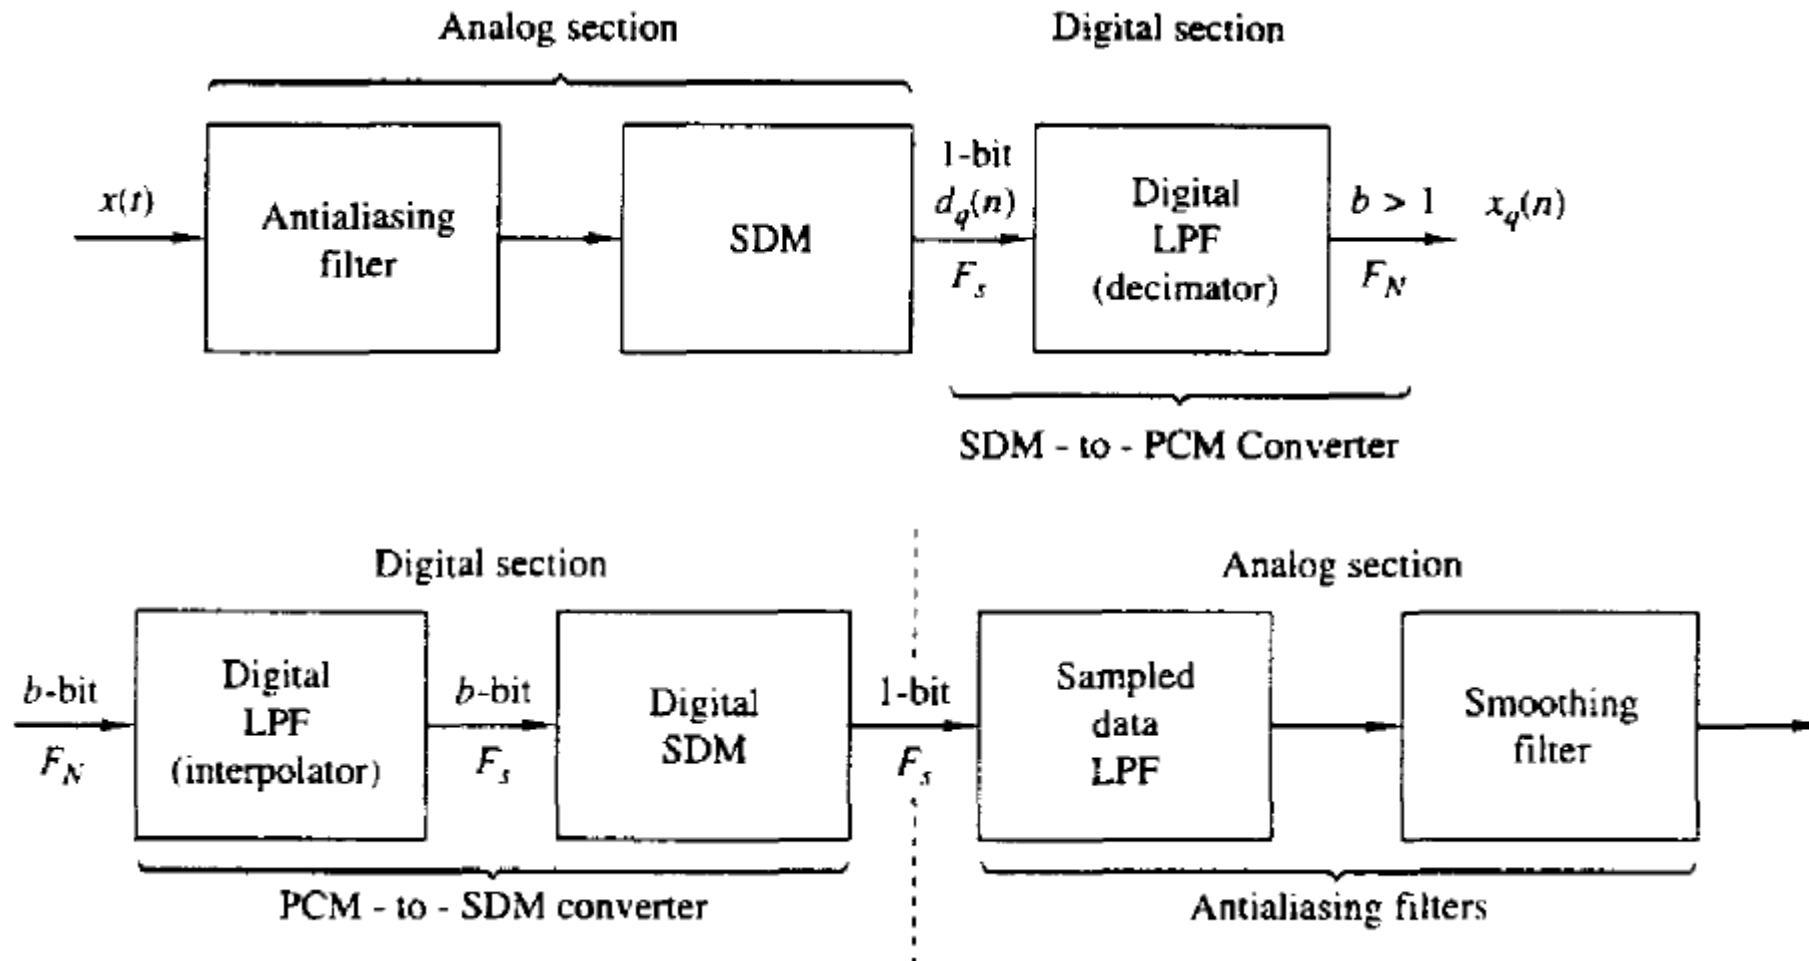 Analog section
Digital section
x(t)
Antialiasing
filter
SDM
1-bit
d_q(n)
F_s
Digital
LPF
(decimator)
b > 1
F_N
x_q(n)
SDM - to - PCM Converter
Digital section
Analog section
b-bit
F_N
Digital
LPF
(interpolator)
b-bit
F_s
Digital
SDM
1-bit
F_s
Sampled
data
LPF
Smoothing
filter
PCM - to - SDM converter
Antialiasing filters